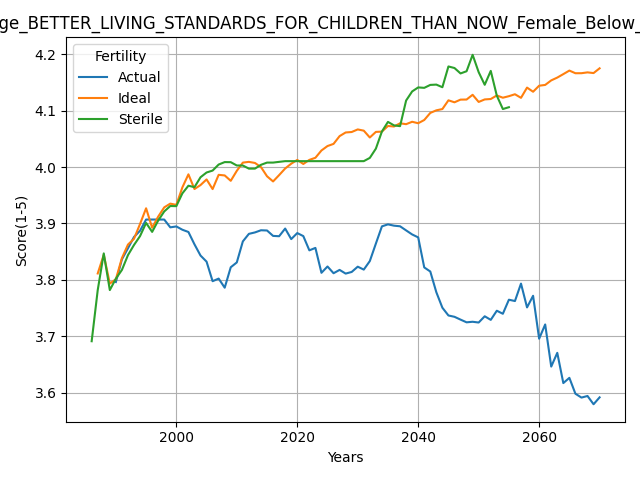 ge_BETTER_LIVING_STANDARDS_FOR_CHILDREN_THAN_NOW_Female_Below_
Fertility
Actual
Ideal
Sterile
Score(1-5)
4.2
4.1
4.0
3.9
3.8
3.7
3.6
2000 2020 2040 2060
Years